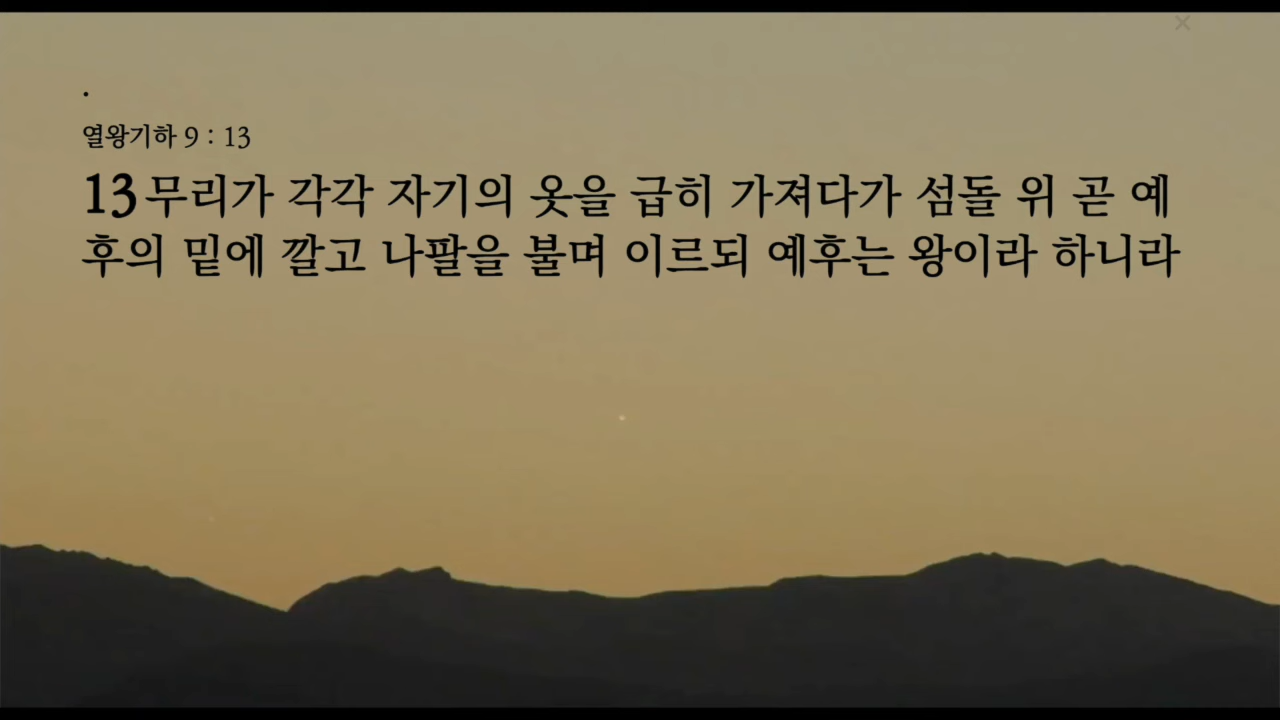 .
열왕기하 9 : 13
13 무리가 각각 자기의 옷을 급히 가져다가 섬돌 위 곧 예
후의 밑에 깔고 나팔을 불며 이르되 예후는 왕이라 하니라